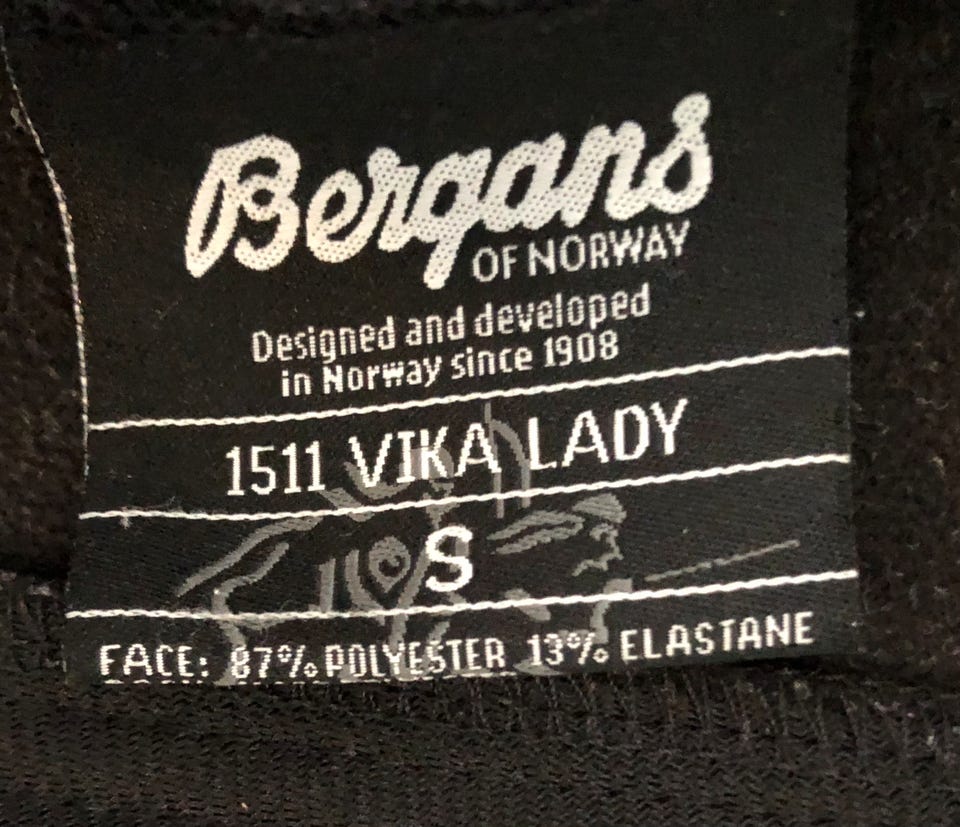 Bergans
OF NORWAY
Designed and developed
in Norway since 1908
1511 VIKA LADY
S
FACE: 87% POLYESTER 13% ELASTANE